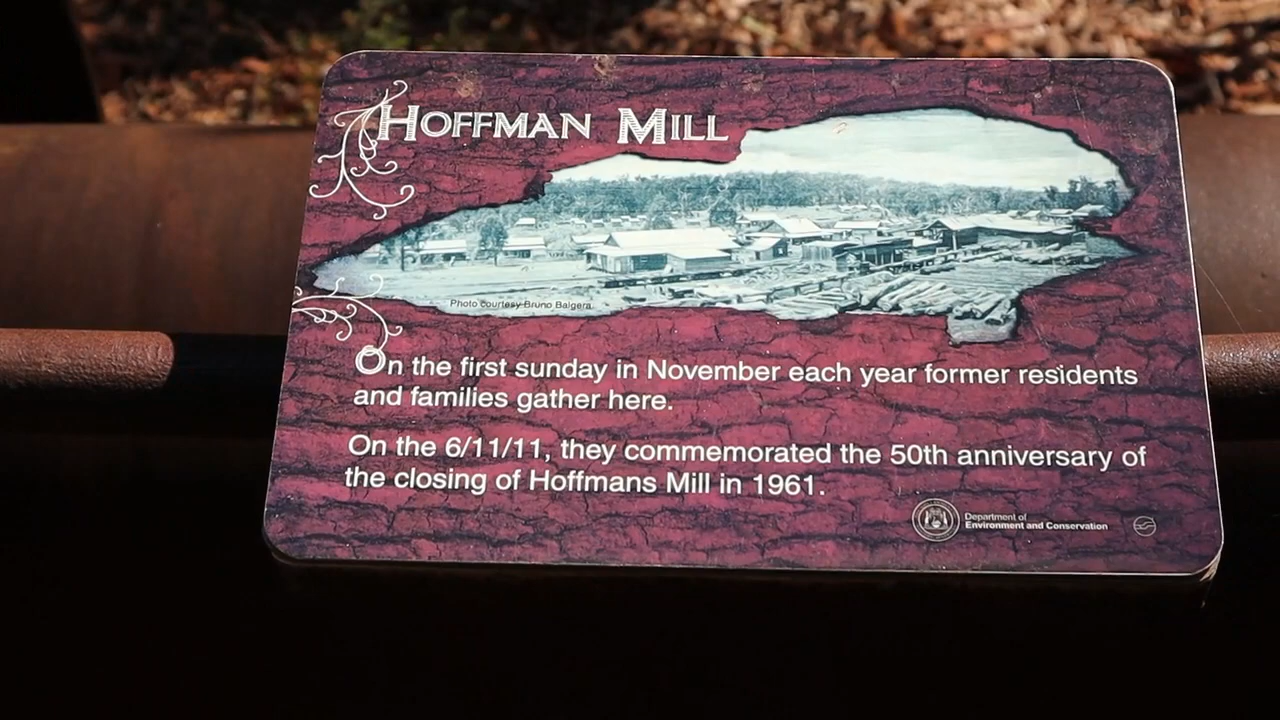 HOFFMAN MILL
Photo courtesy Bruno Balgera
On the first sunday in November each year former residents
and families gather here.
On the 6/11/11, they commemorated the 50th anniversary of
the closing of Hoffmans Mill in 1961.
Department of
Environment and Conservation